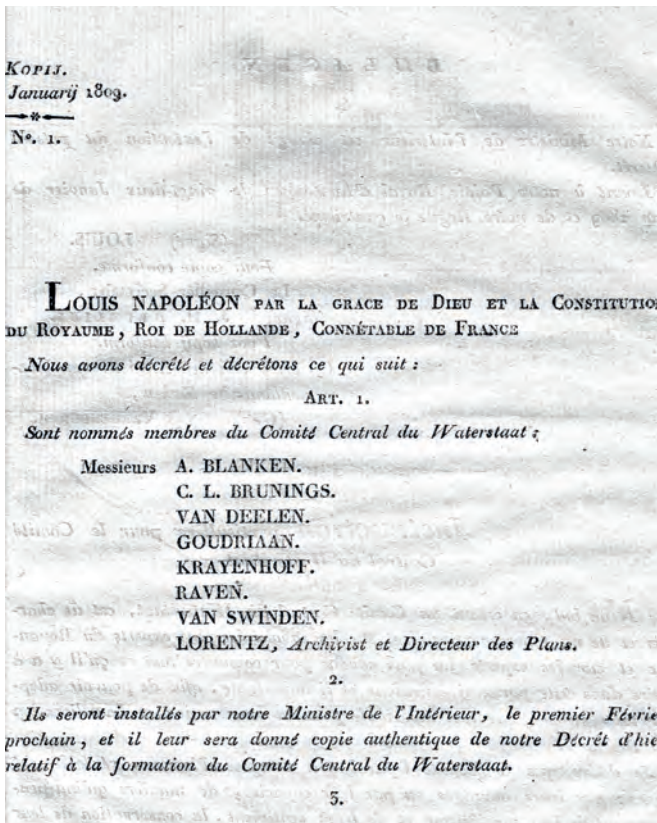 KOPIJ.
Januarij 1809.
Nº. 1.
LOUIS NAPOLÉON PAR LA GRACE DE DIEU ET LA CONSTITUTION
DU ROYAUME, ROI DE HOLLANDE, CONNÉTABLE DE FRANCE
Nous avons décrété et décrétons ce qui suit :
ART. 1.
Sont nommés membres du Comité Central du Waterstaat :
Messieurs A. BLANKEN.
C. L. BRUNINGS.
VAN DEELEN.
GOUDRIAAN.
KRAYENHOFF.
RAVEN.
VAN SWINDEN.
LORENTZ, Archivist et Directeur des Plans.
2.
Ils seront installés par notre Ministre de l'Intérieur, le premier Févrie
prochain, et il leur sera donné copie authentique de notre Décrét d'hie
relatif à la formation du Comité Central du Waterstaat.
3.